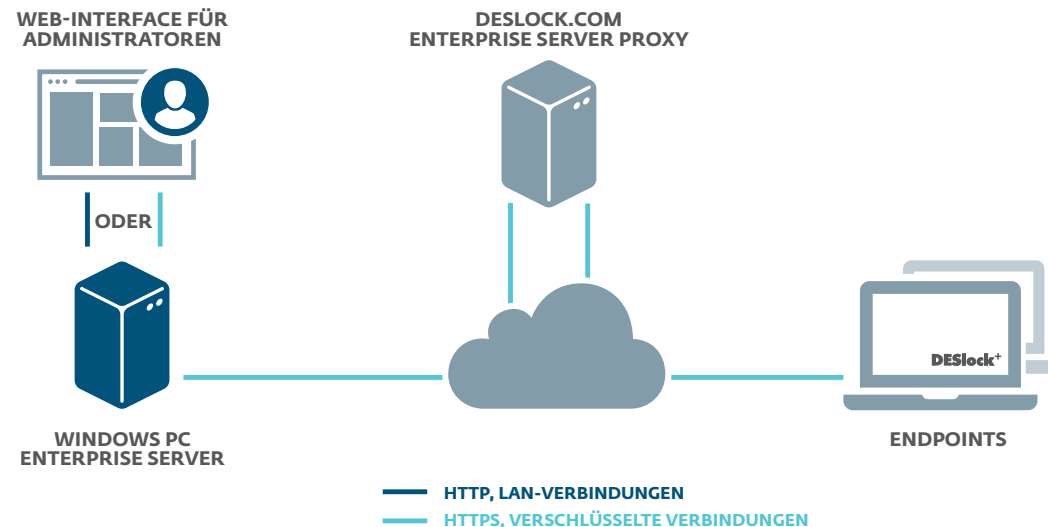 WEB-INTERFACE FÜR
ADMINISTRATOREN
DESLOCK.COM
ENTERPRISE SERVER PROXY
ODER
DESlock+
WINDOWS PC
ENTERPRISE SERVER
ENDPOINTS
HTTP, LAN-VERBINDUNGEN
HTTPS, VERSCHLÜSSELTE VERBINDUNGEN